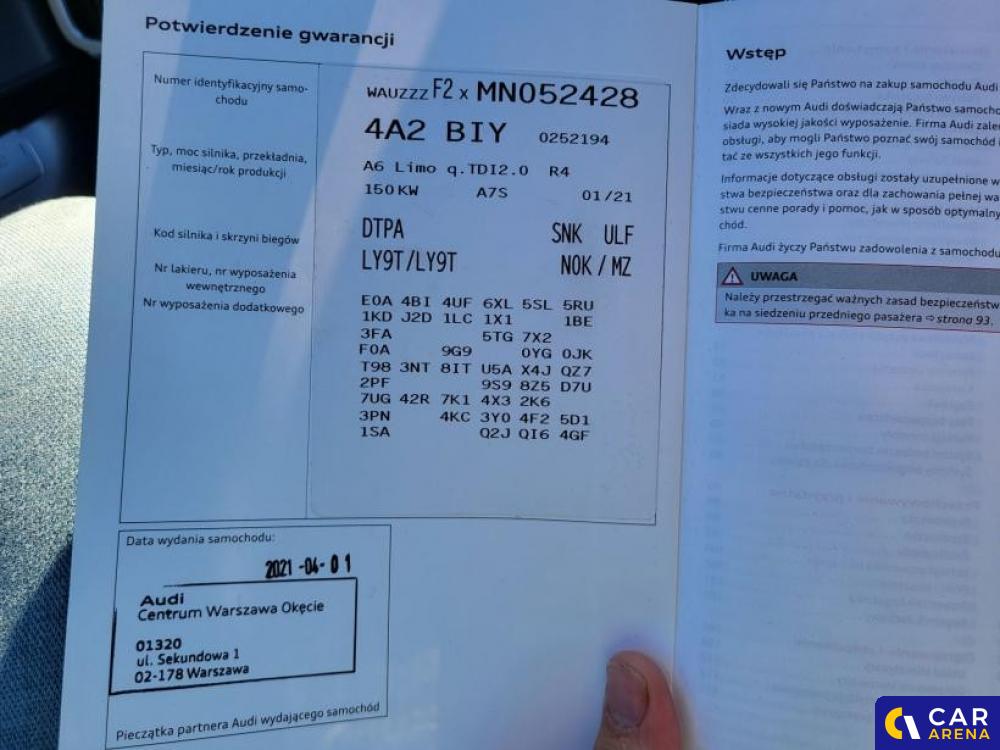 Potwierdzenie gwarancji
Numer identyfikacyjny samo-
chodu
WAUZZZ F2 x MN052428
4A2 BIY 0252194
Typ, moc silnika, przekładnia,
miesiąc/rok produkcji
A6 Limo q.TDI2.0 R4
150 KW A7S 01/21
Kod silnika i skrzyni biegów
DTPA SNK ULF
Nr lakieru, nr wyposażenia
wewnętrznego
LY9T/LY9T NOK / MZ
Nr wyposażenia dodatkowego
E0A 4BI 4UF 6XL 5SL 5RU
1KD J2D 1LC 1X1 1BE
3FA 5TG 7X2
F0A 9G9 0YG 0JK
T98 3NT 8IT U5A X4J QZ7
2PF 9S9 8Z5 D7U
7UG 42R 7K1 4X3 2K6
3PN 4KC 3Y0 4F2 5D1
1SA Q2J QI6 4GF
Data wydania samochodu:
2021 -04- 0 1
Audi
Centrum Warszawa Okęcie
01320
ul. Sekundowa 1
02-178 Warszawa
Pieczątka partnera Audi wydającego samochód
Wstęp
Zdecydowali się Państwo na zakup samochodu Audi
Wraz z nowym Audi doświadczają Państwo samocho
siada wysokiej jakości wyposażenie. Firma Audi zale
obsługi, aby mogli Państwo poznać swój samochód
tać ze wszystkich jego funkcji.
Informacje dotyczące obsługi zostały uzupełnione w
stwa bezpieczeństwa oraz dla zachowania pełnej wa
stwu cenne porady i pomoc, jak w sposób optymalny
chód.
Firma Audi życzy Państwu zadowolenia z samochodu
UWAGA
Należy przestrzegać ważnych zasad bezpieczeństw
ka na siedzeniu przedniego pasażera ⇨ strona 93.
CAR
ARENA